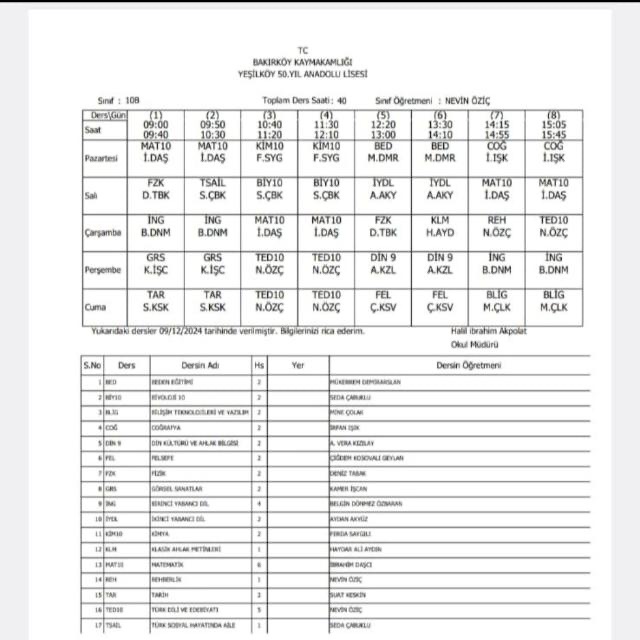 TC
BAKIRKÖY KAYMAKAMLIĞI
YEŞİLKÖY 50.YIL ANADOLU LİSESİ
Sınıf : 10B Toplam Ders Saati: 40 Sınıf Öğretmeni : NEVİN ÖZİÇ
Ders\Gün (1) (2) (3) (4) (5) (6) (7) (8)
Saat 09:00 09:50 10:40 11:30 12:20 13:30 14:15 15:05
09:40 10:30 11:20 12:10 13:00 14:10 14:55 15:45
Pazartesi MAT10 MAT10 KİM10 KİM10 BED BED COĞ COĞ
İ.DAŞ İ.DAŞ F.SYG F.SYG M.DMR M.DMR İ.IŞK İ.IŞK
Salı FZK TSAİL BİY10 BİY10 İYDL İYDL MAT10 MAT10
D.TBK S.ÇBK S.ÇBK S.ÇBK A.AKY A.AKY İ.DAŞ İ.DAŞ
Çarşamba İNG İNG MAT10 MAT10 FZK KLM REH TED10
B.DNM B.DNM İ.DAŞ İ.DAŞ D.TBK H.AYD N.ÖZÇ N.ÖZÇ
Perşembe GRS GRS TED10 TED10 DİN 9 DİN 9 İNG İNG
K.İŞC K.İŞC N.ÖZÇ N.ÖZÇ A.KZL A.KZL B.DNM B.DNM
Cuma TAR TAR TED10 TED10 FEL FEL BLİG BLİG
S.KSK S.KSK N.ÖZÇ N.ÖZÇ Ç.KSV Ç.KSV M.ÇLK M.ÇLK
Yukarıdaki dersler 09/12/2024 tarihinde verilmiştir. Bilgilerinizi rica ederim. Halil ibrahim Akpolat
Okul Müdürü
S.No Ders Dersin Adı Hs Yer Dersin Öğretmeni
1 BED BEDEN EĞİTİMİ 2 MÜKERREM DEMİRARSLAN
2 BİY10 BİYOLOJİ 10 2 SEDA ÇABUKLU
3 BLİG BİLİŞİM TEKNOLOJİLERİ VE YAZILIM 2 MİNE ÇOLAK
4 COĞ COĞRAFYA 2 İRFAN IŞIK
5 DİN 9 DİN KÜLTÜRÜ VE AHLAK BİLGİSİ 2 A. VERA KIZILAY
6 FEL FELSEFE 2 ÇİĞDEM KOSOVALI GEYLAN
7 FZK FİZİK 2 DENİZ TABAK
8 GRS GÖRSEL SANATLAR 2 KAMER İŞCAN
9 İNG BİRİNCİ YABANCI DİL 4 BELGİN DÖNMEZ
10 İYDL İKİNCİ YABANCI DİL 2 AYDAN AKYÜZ
11 KİM10 KİMYA 2 FERDA SAYGILI
12 KLM KLASİK AHLAK METİNLERİ 1 HAYDAR ALİ AYDIN
13 MAT10 MATEMATİK 6 İBRAHİM DAŞCI
14 REH REHBERLİK 1 NEVİN ÖZİÇ
15 TAR TARİH 2 SUAT KESKİN
16 TED10 TÜRK DİLİ VE EDEBİYATI 5 NEVİN ÖZİÇ
17 TSAİL TÜRK SOSYAL HAYATINDA AİLE 1 SEDA ÇABUKLU